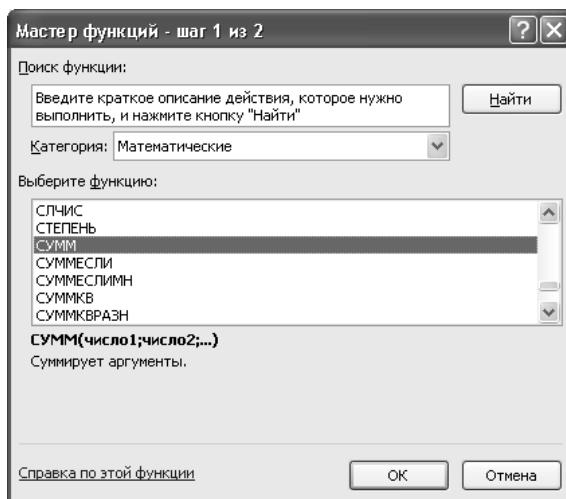 Мастер функций - шаг 1 из 2
Поиск функции:
Введите краткое описание действия, которое нужно
выполнить, и нажмите кнопку "Найти"
Найти
Категория: Математические
Выберите функцию:
СЛЧИС
СТЕПЕНЬ
СУММ
СУММЕСЛИ
СУММЕСЛИМН
СУММКВ
СУММКВРАЗН
СУММ(число1;число2;...)
Суммирует аргументы.
Справка по этой функции
ОК
Отмена